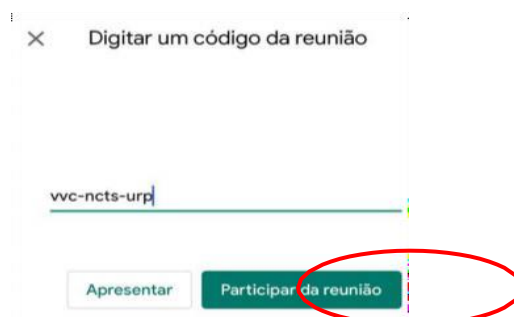 Digitar um código da reunião
vvc-ncts-urp
Apresentar
Participar da reunião